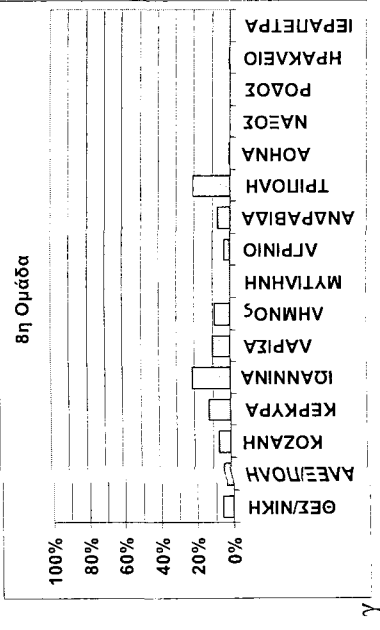 8η Ομάδα
100%
80%
60%
40%
20%
0%
ΘΕΣ/ΝΙΚΗ
ΑΛΕΞ/ΠΟΛΗ
ΚΟΖΑΝΗ
ΚΕΡΚΥΡΑ
ΙΩΑΝΝΙΝΑ
ΛΑΡΙΣΑ
ΛΗΜΝΟς
ΜΥΤΙΛΗΝΗ
ΑΓΡΙΝΙΟ
ΑΝΔΡΑΒΙΔΑ
ΤΡΙΠΟΛΗ
ΑΘΗΝΑ
ΝΑΞΟΣ
ΡΟΔΟΣ
ΗΡΑΚΛΕΙΟ
ΙΕΡΑΠΕΤΡΑ
γ